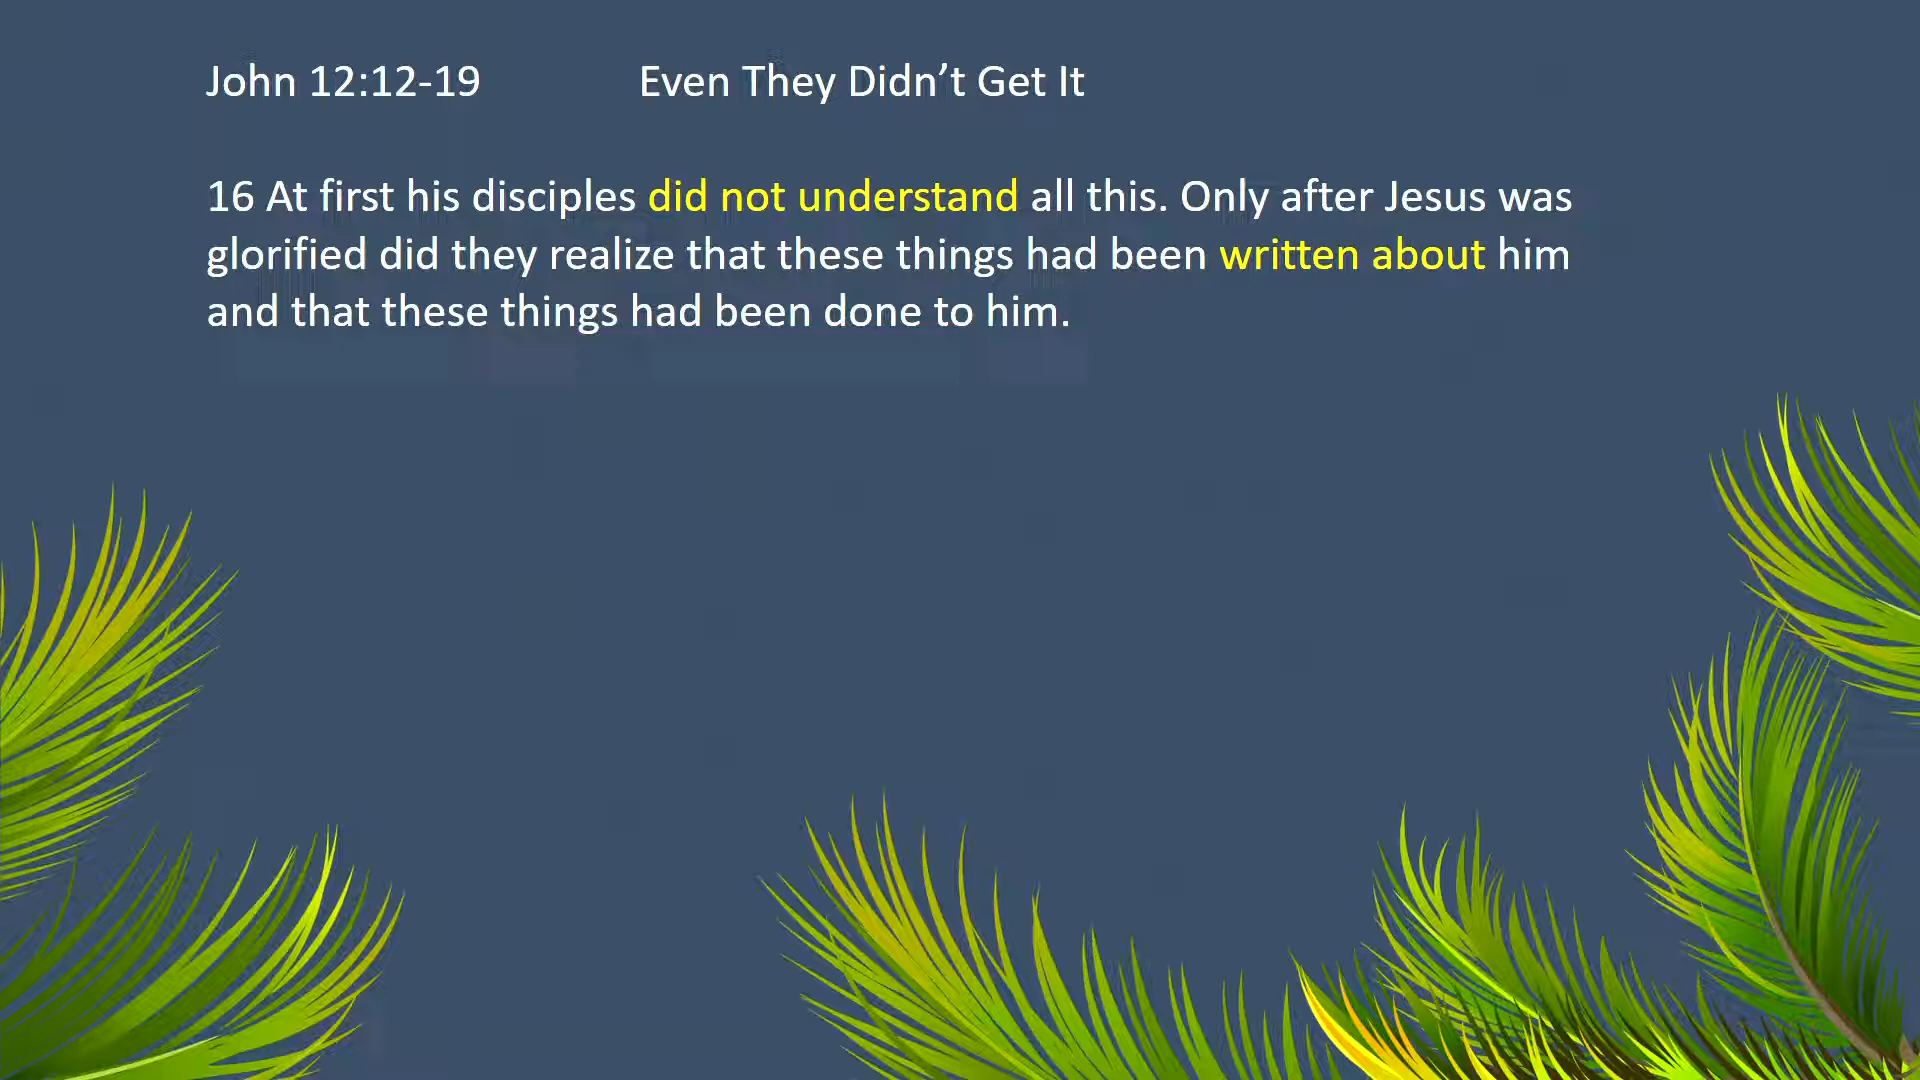 John 12:12-19 Even They Didn’t Get It
16 At first his disciples did not understand all this. Only after Jesus was
glorified did they realize that these things had been written about him
and that these things had been done to him.